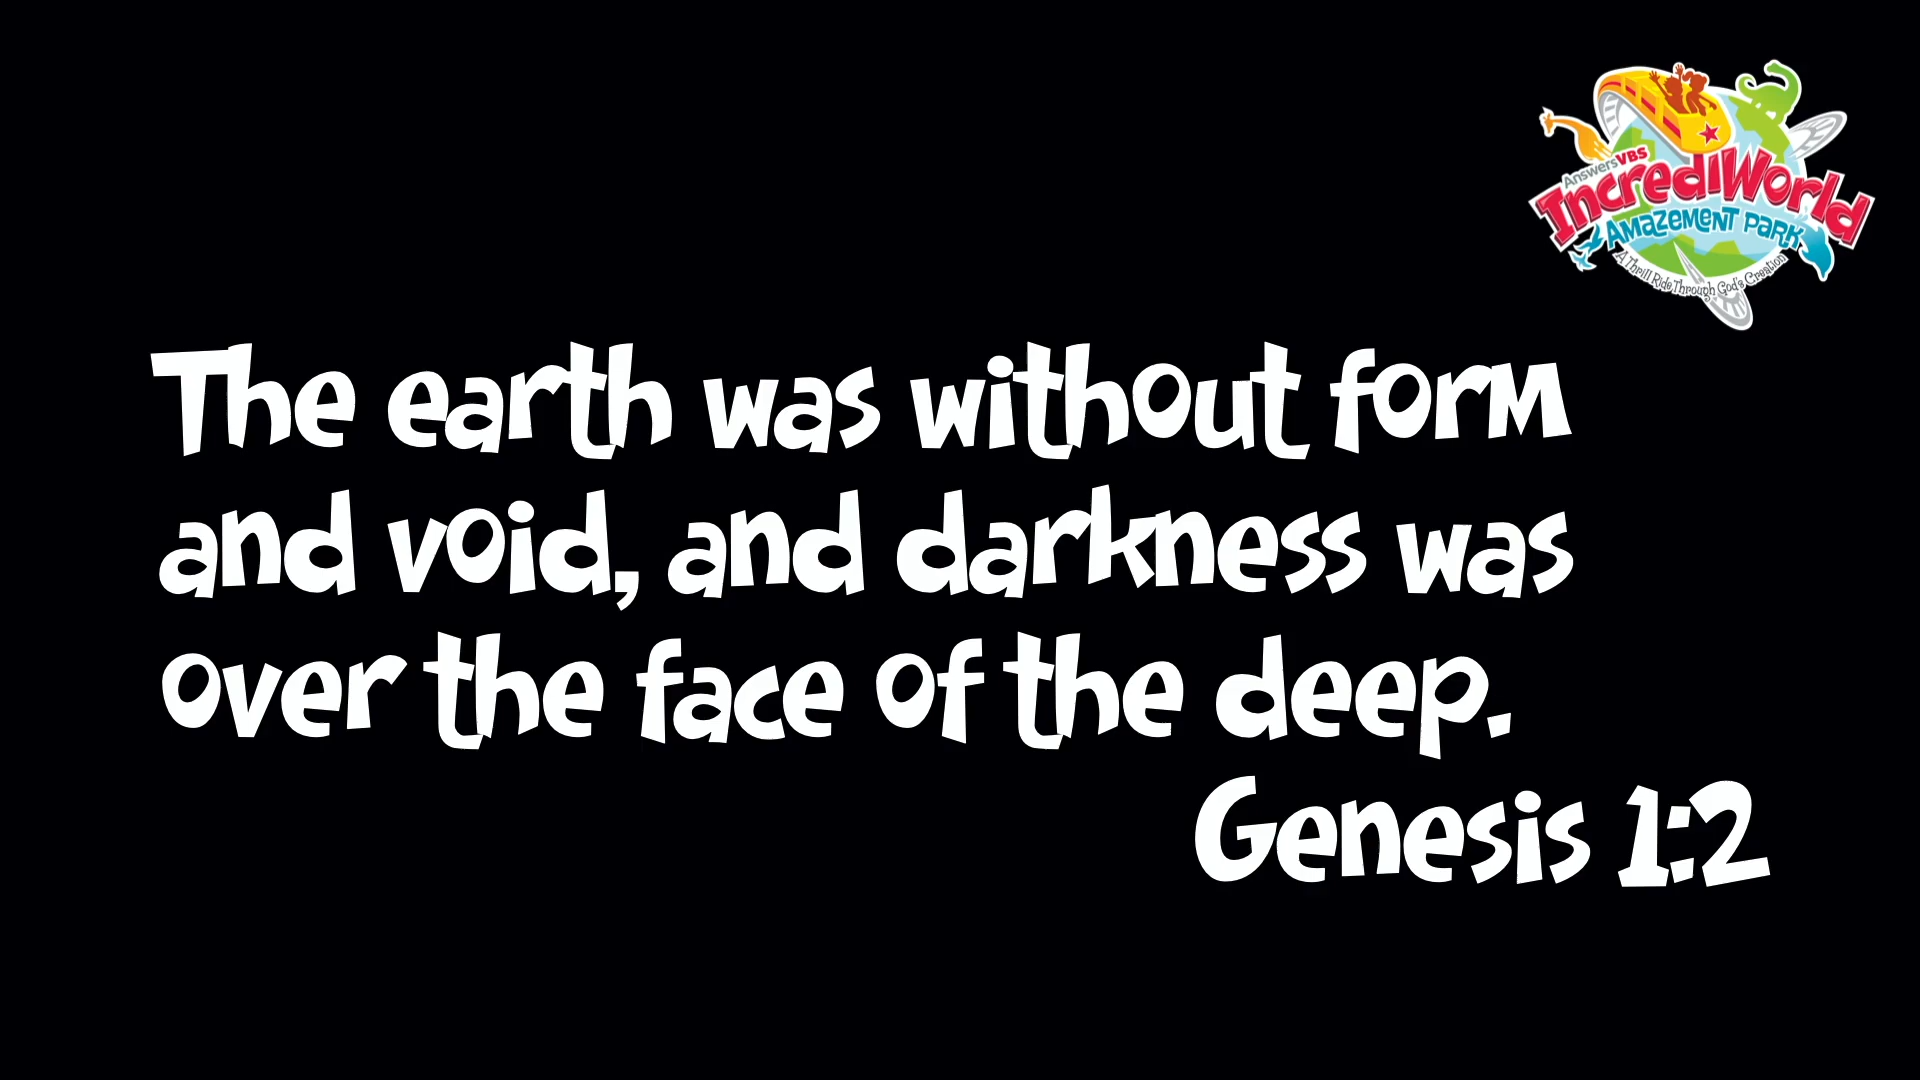 Answers VBS
IncrediWorld
Amazement Park
A Thrill Ride Through God's Creation
The earth was without form
and void, and darkness was
over the face of the deep.
Genesis 1:2